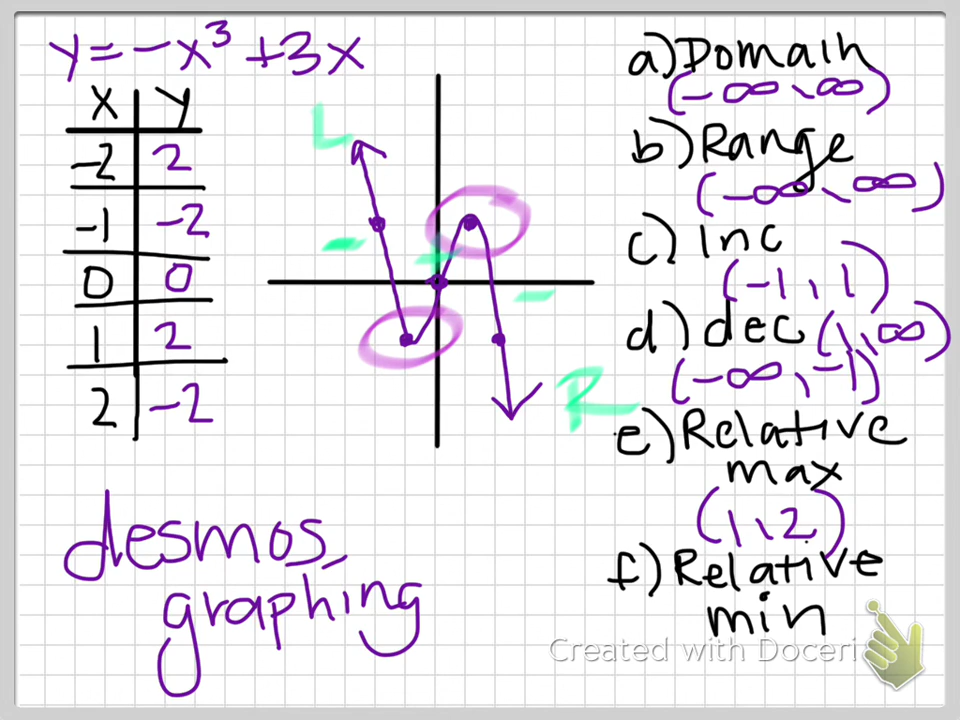 y = -x³ + 3x
x y
-2 2
-1 -2
0 0
1 2
2 -2
L
-
+
-
R
desmos
graphing
a) Domain
(-∞, ∞)
b) Range
(-∞, ∞)
c) inc
(-1, 1)
d) dec (1, ∞)
(-∞, -1)
e) Relative
max
(1, 2)
f) Relative
min
Created with Doceri